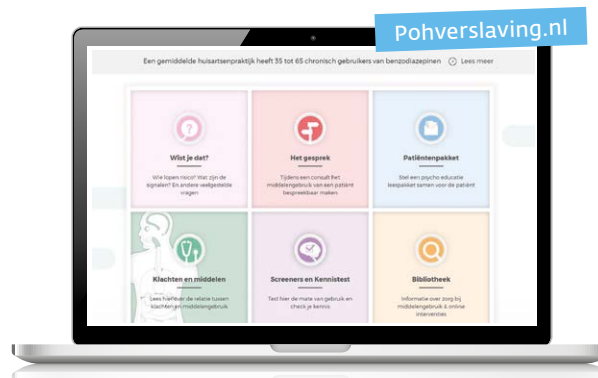 Pohverslaving.nl
Een gemiddelde huisartsenpraktijk heeft 35 tot 65 chronisch gebruikers van benzodiazepinen Lees meer
Wist je dat?
Wie lopen risico? Wat zijn de
signalen? En andere veelgestelde
vragen
Het gesprek
Tijdens een consult het
middelengebruik van een patiënt
bespreekbaar maken
Patiëntenpakket
Stel een psycho educatie
leespakket samen voor de patiënt
Klachten en middelen
Lees hier over de relatie tussen
klachten en middelengebruik
Screeners en Kennistest
Test hier de mate van gebruik en
check je kennis
Bibliotheek
Informatie over zorg bij
middelengebruik & online
interventies